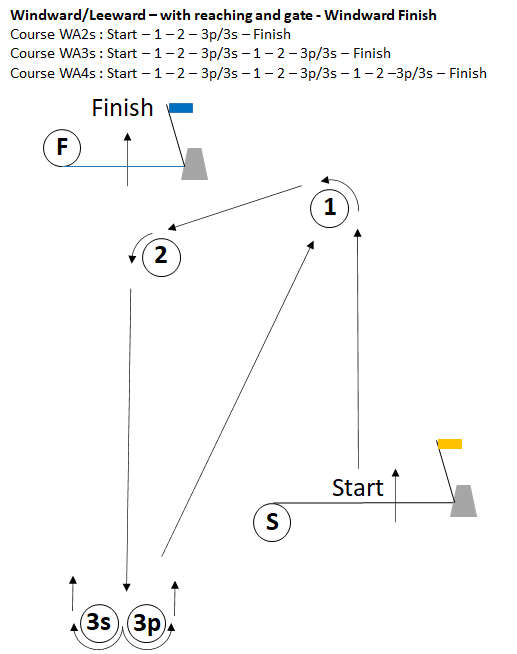 Windward/Leeward – with reaching and gate - Windward Finish
Course WA2s : Start – 1 – 2 – 3p/3s – Finish
Course WA3s : Start – 1 – 2 – 3p/3s – 1 – 2 – 3p/3s – Finish
Course WA4s : Start – 1 – 2 – 3p/3s – 1 – 2 – 3p/3s – 1 – 2 –3p/3s – Finish
Finish
F
1
2
Start
S
3s 3p